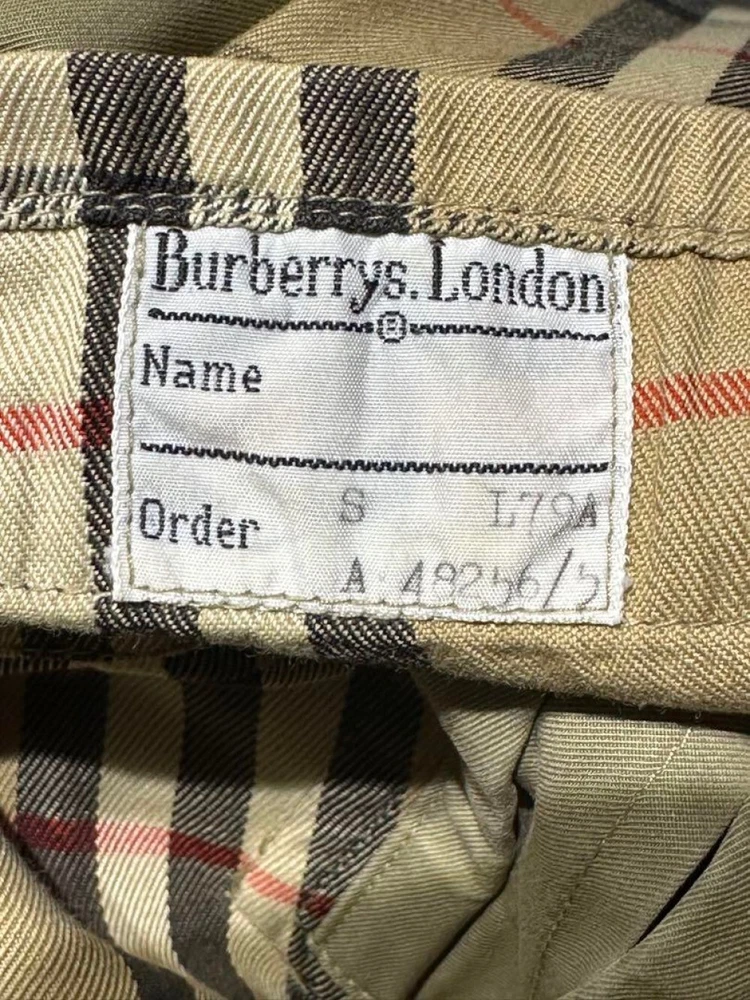 Burberrys. London
®
Name
Order S L79A
A 48256/5